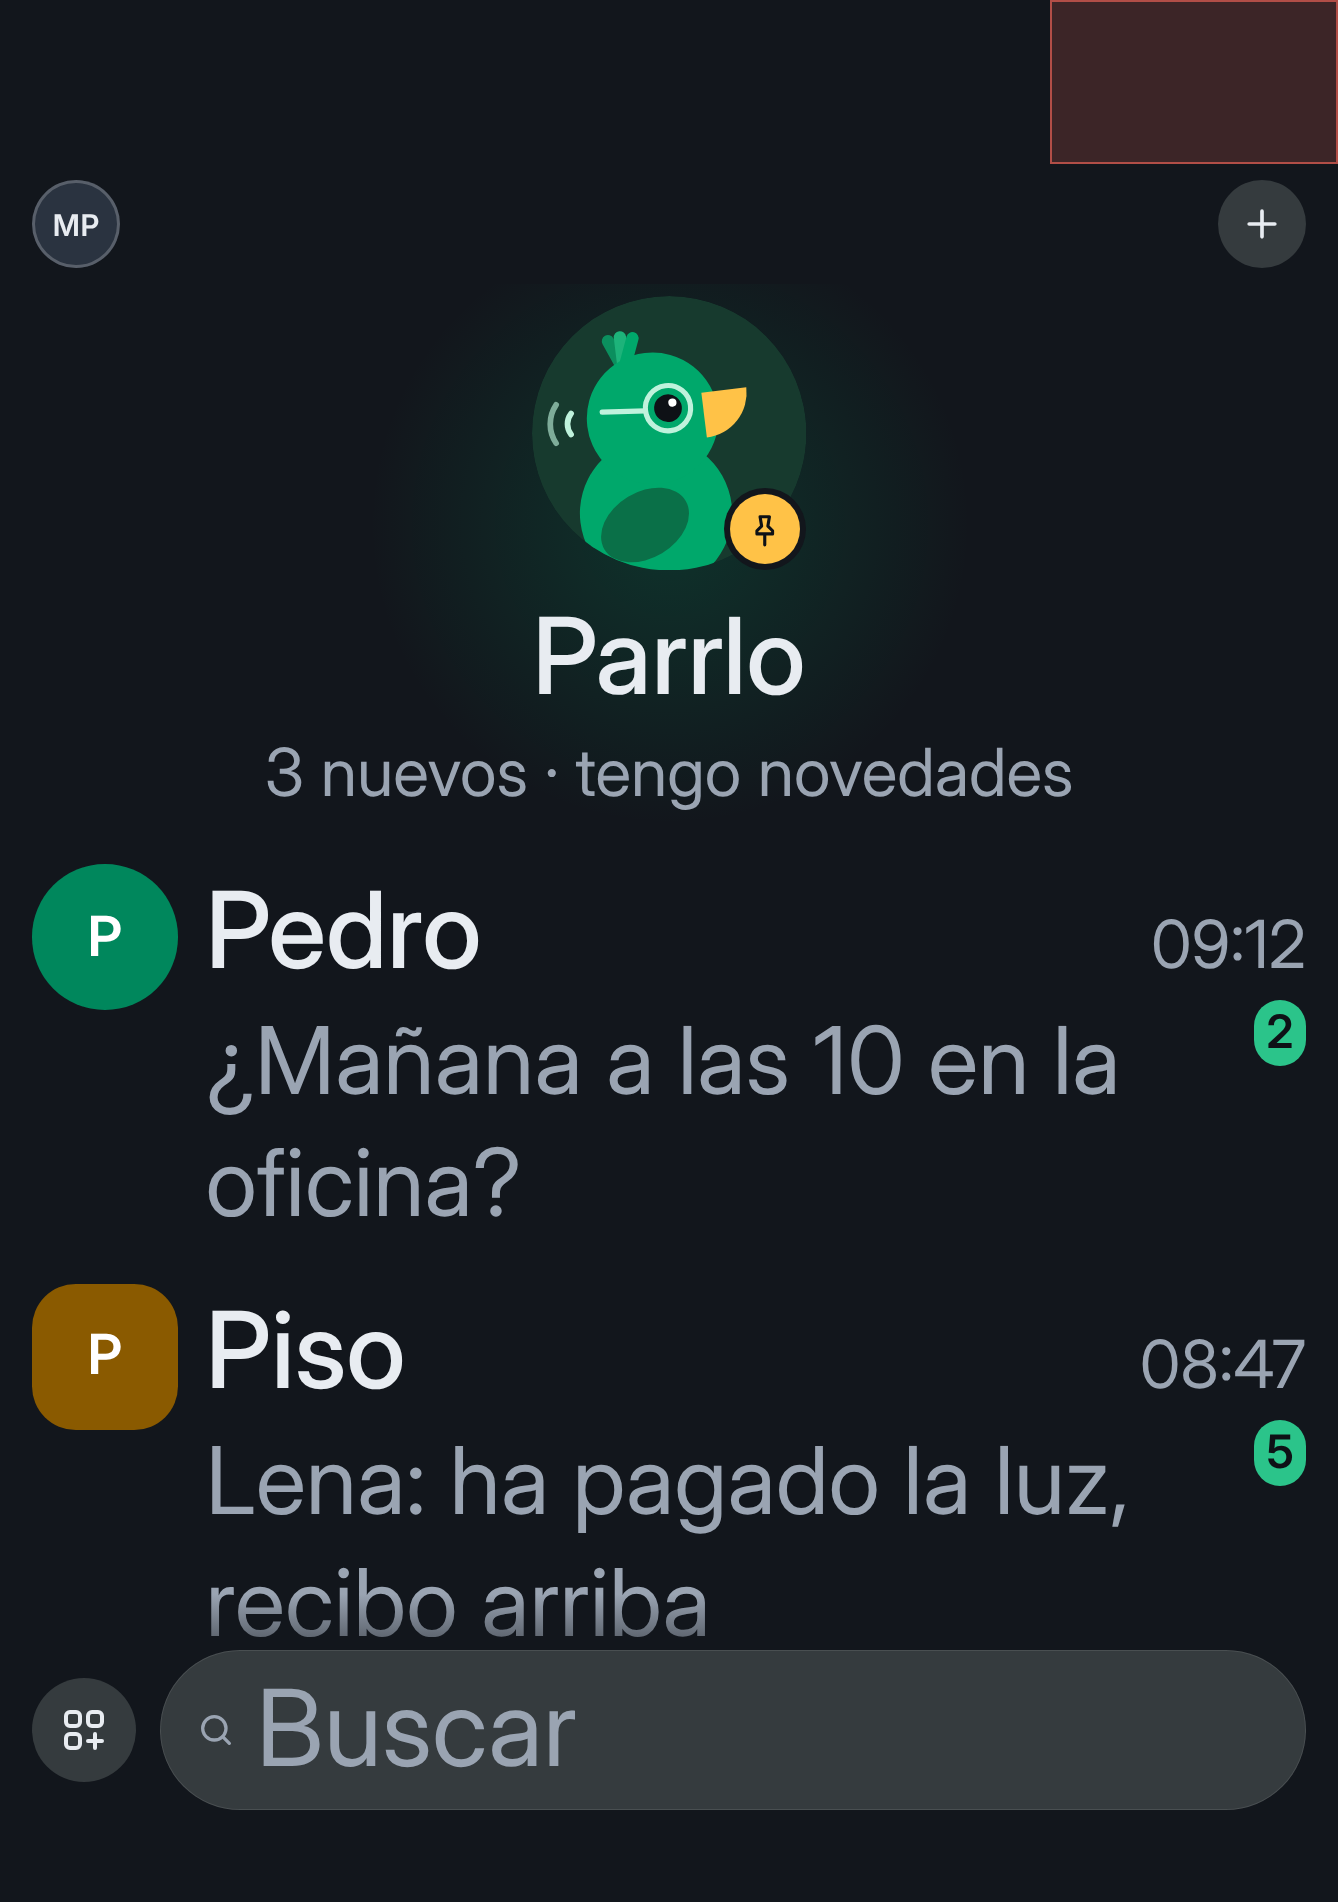 MP
Parrlo
3 nuevos · tengo novedades
P
Pedro
09:12
¿Mañana a las 10 en la
2
oficina?
P
Piso
08:47
Lena: ha pagado la luz,
5
recibo arriba
Buscar